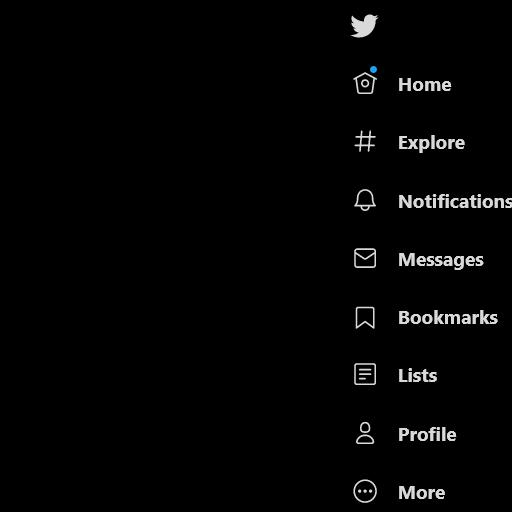 Home
Explore
Notifications
Messages
Bookmarks
Lists
Profile
More